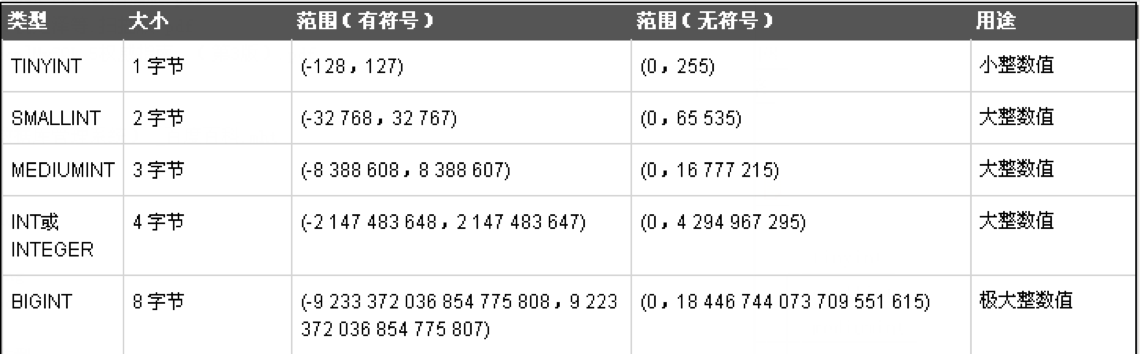 类型 大小 范围（有符号） 范围（无符号） 用途
TINYINT 1 字节 (-128，127) (0，255) 小整数值
SMALLINT 2 字节 (-32 768，32 767) (0，65 535) 大整数值
MEDIUMINT 3 字节 (-8 388 608，8 388 607) (0，16 777 215) 大整数值
INT或 4 字节 (-2 147 483 648，2 147 483 647) (0，4 294 967 295) 大整数值
INTEGER
BIGINT 8 字节 (-9 233 372 036 854 775 808，9 223 (0，18 446 744 073 709 551 615) 极大整数值
372 036 854 775 807)